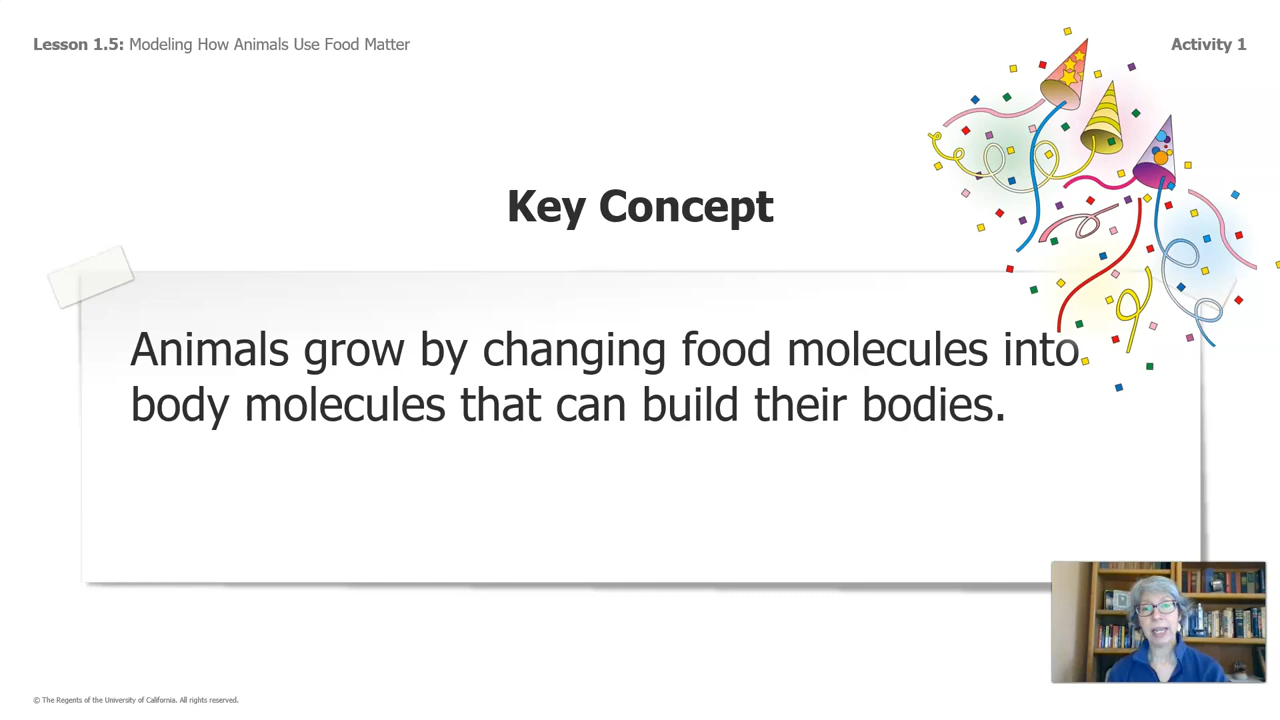 Lesson 1.5: Modeling How Animals Use Food Matter
Activity 1
Key Concept
Animals grow by changing food molecules into
body molecules that can build their bodies.
© The Regents of the University of California. All rights reserved.